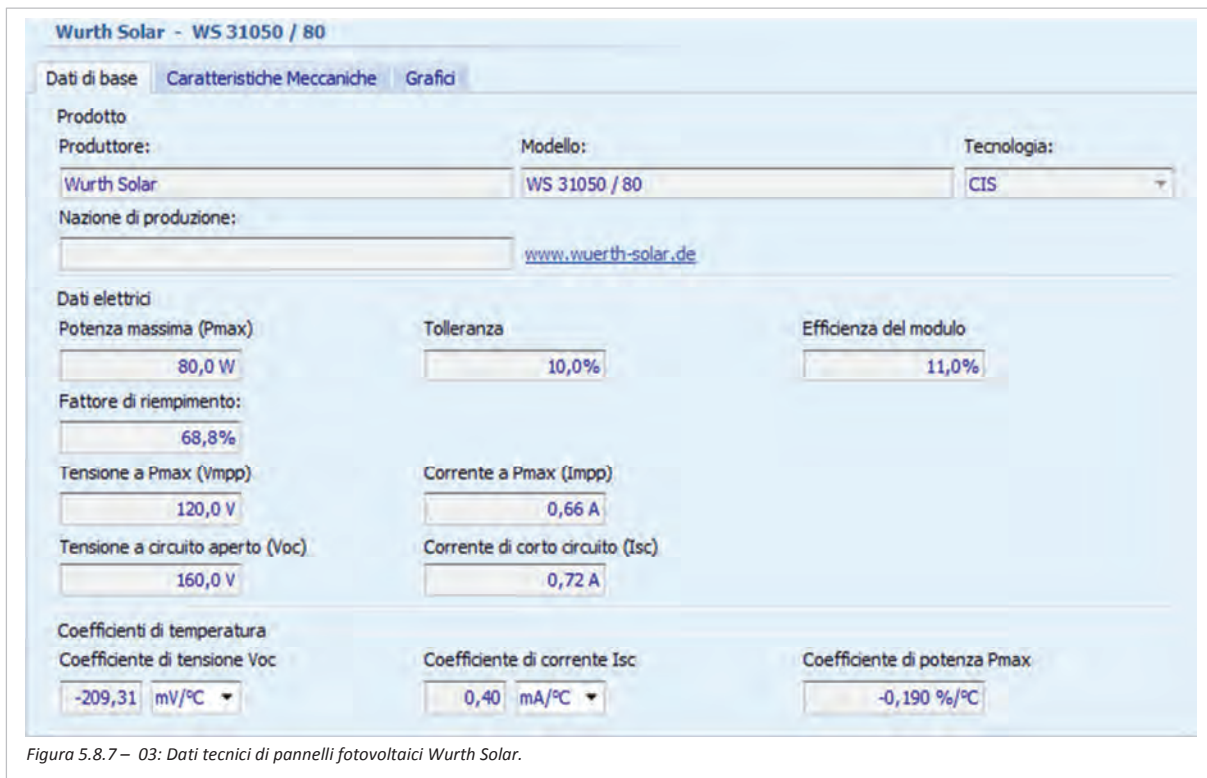 Wurth Solar - WS 31050 / 80
Dati di base Caratteristiche Meccaniche Grafici
Prodotto
Produttore: Modello: Tecnologia:
Wurth Solar WS 31050 / 80 CIS
Nazione di produzione:
www.wuerth-solar.de
Dati elettrici
Potenza massima (Pmax) Tolleranza Efficienza del modulo
80,0 W 10,0% 11,0%
Fattore di riempimento:
68,8%
Tensione a Pmax (Vmpp) Corrente a Pmax (Impp)
120,0 V 0,66 A
Tensione a circuito aperto (Voc) Corrente di corto circuito (Isc)
160,0 V 0,72 A
Coefficienti di temperatura
Coefficiente di tensione Voc Coefficiente di corrente Isc Coefficiente di potenza Pmax
-209,31 mV/°C 0,40 mA/°C -0,190 %/°C
Figura 5.8.7 – 03: Dati tecnici di pannelli fotovoltaici Wurth Solar.